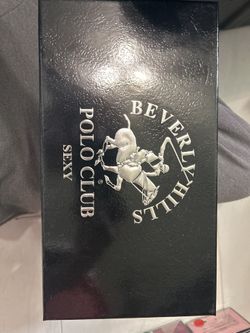 BEVERLY HILLS
POLO CLUB
®
SEXY